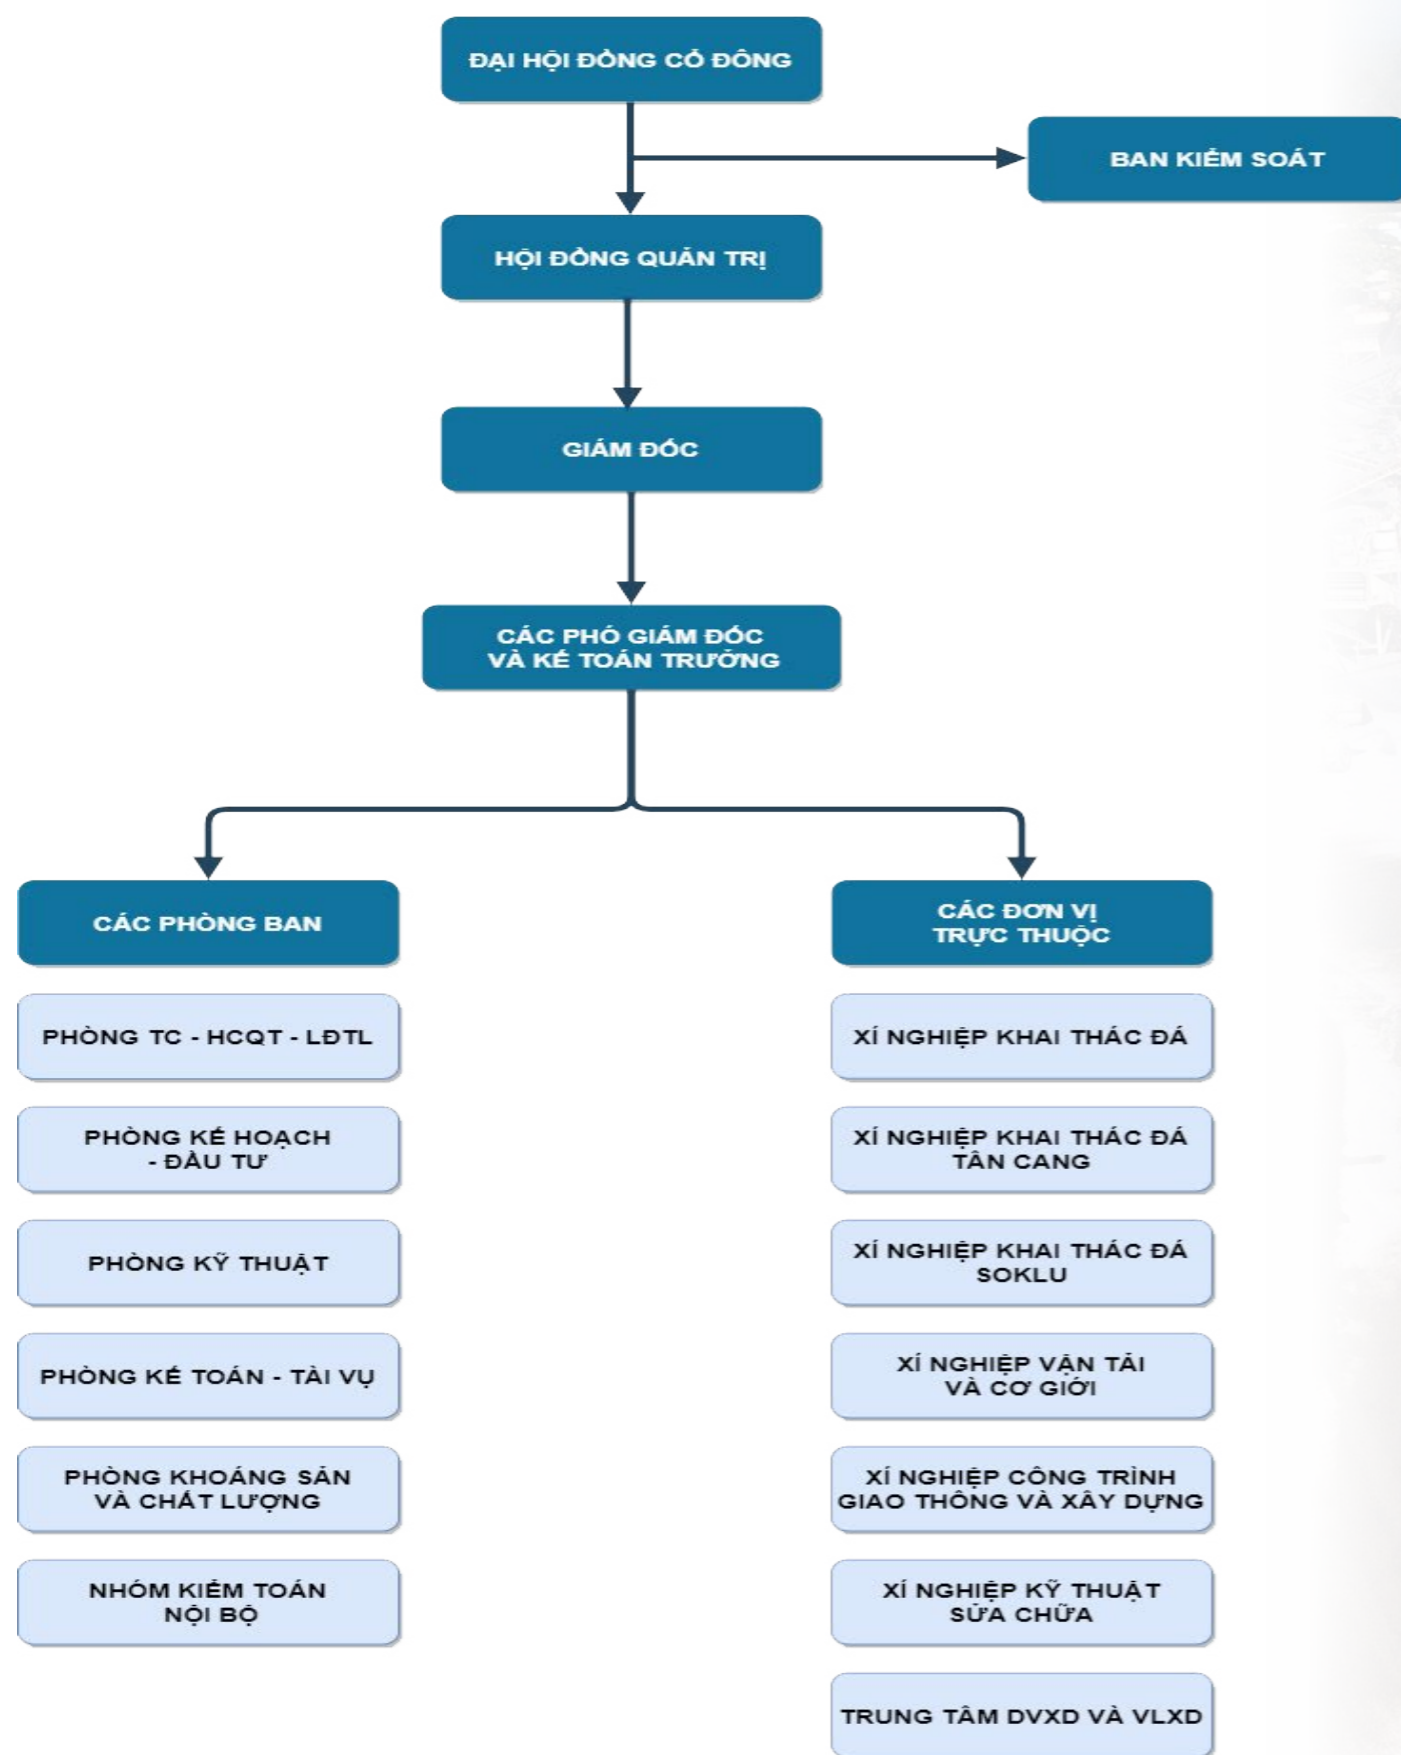 ĐẠI HỘI ĐỒNG CỔ ĐÔNG
BAN KIỂM SOÁT
HỘI ĐỒNG QUẢN TRỊ
GIÁM ĐỐC
CÁC PHÓ GIÁM ĐỐC
VÀ KẾ TOÁN TRƯỞNG
CÁC PHÒNG BAN
PHÒNG TC - HCQT - LĐTL
PHÒNG KẾ HOẠCH
- ĐẦU TƯ
PHÒNG KỸ THUẬT
PHÒNG KẾ TOÁN - TÀI VỤ
PHÒNG KHOÁNG SẢN
VÀ CHẤT LƯỢNG
NHÓM KIỂM TOÁN
NỘI BỘ
CÁC ĐƠN VỊ
TRỰC THUỘC
XÍ NGHIỆP KHAI THÁC ĐÁ
XÍ NGHIỆP KHAI THÁC ĐÁ
TÂN CANG
XÍ NGHIỆP KHAI THÁC ĐÁ
SOKLU
XÍ NGHIỆP VẬN TẢI
VÀ CƠ GIỚI
XÍ NGHIỆP CÔNG TRÌNH
GIAO THÔNG VÀ XÂY DỰNG
XÍ NGHIỆP KỸ THUẬT
SỬA CHỮA
TRUNG TÂM DVXD VÀ VLXD